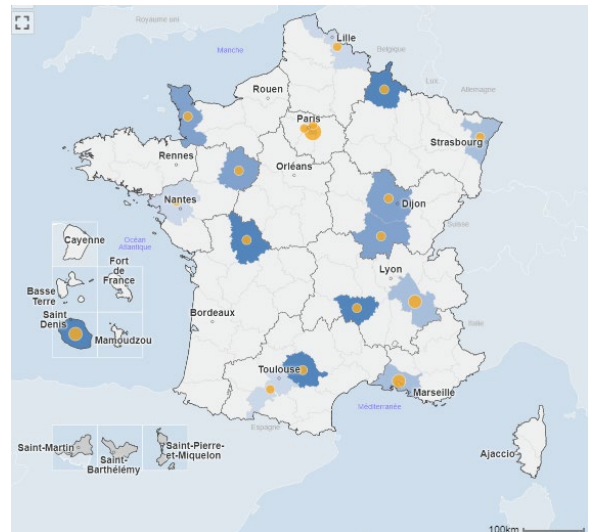 Royaume uni
Lille
Manche
Belgique
Lux.
Allemagne
Rouen
Paris
Strasbourg
Rennes
Orléans
Nantes
Dijon
Suisse
Cayenne
Océan
Atlantique
Fort
de
France
Lyon
Basse
Terre
Saint
Denis
Bordeaux
Italie
Mamoudzou
Toulouse
Marseille
Méditerranée
Espagne
Saint-Martin
Saint-
Barthélémy
Saint-Pierre-
et-Miquelon
Ajaccio
100km